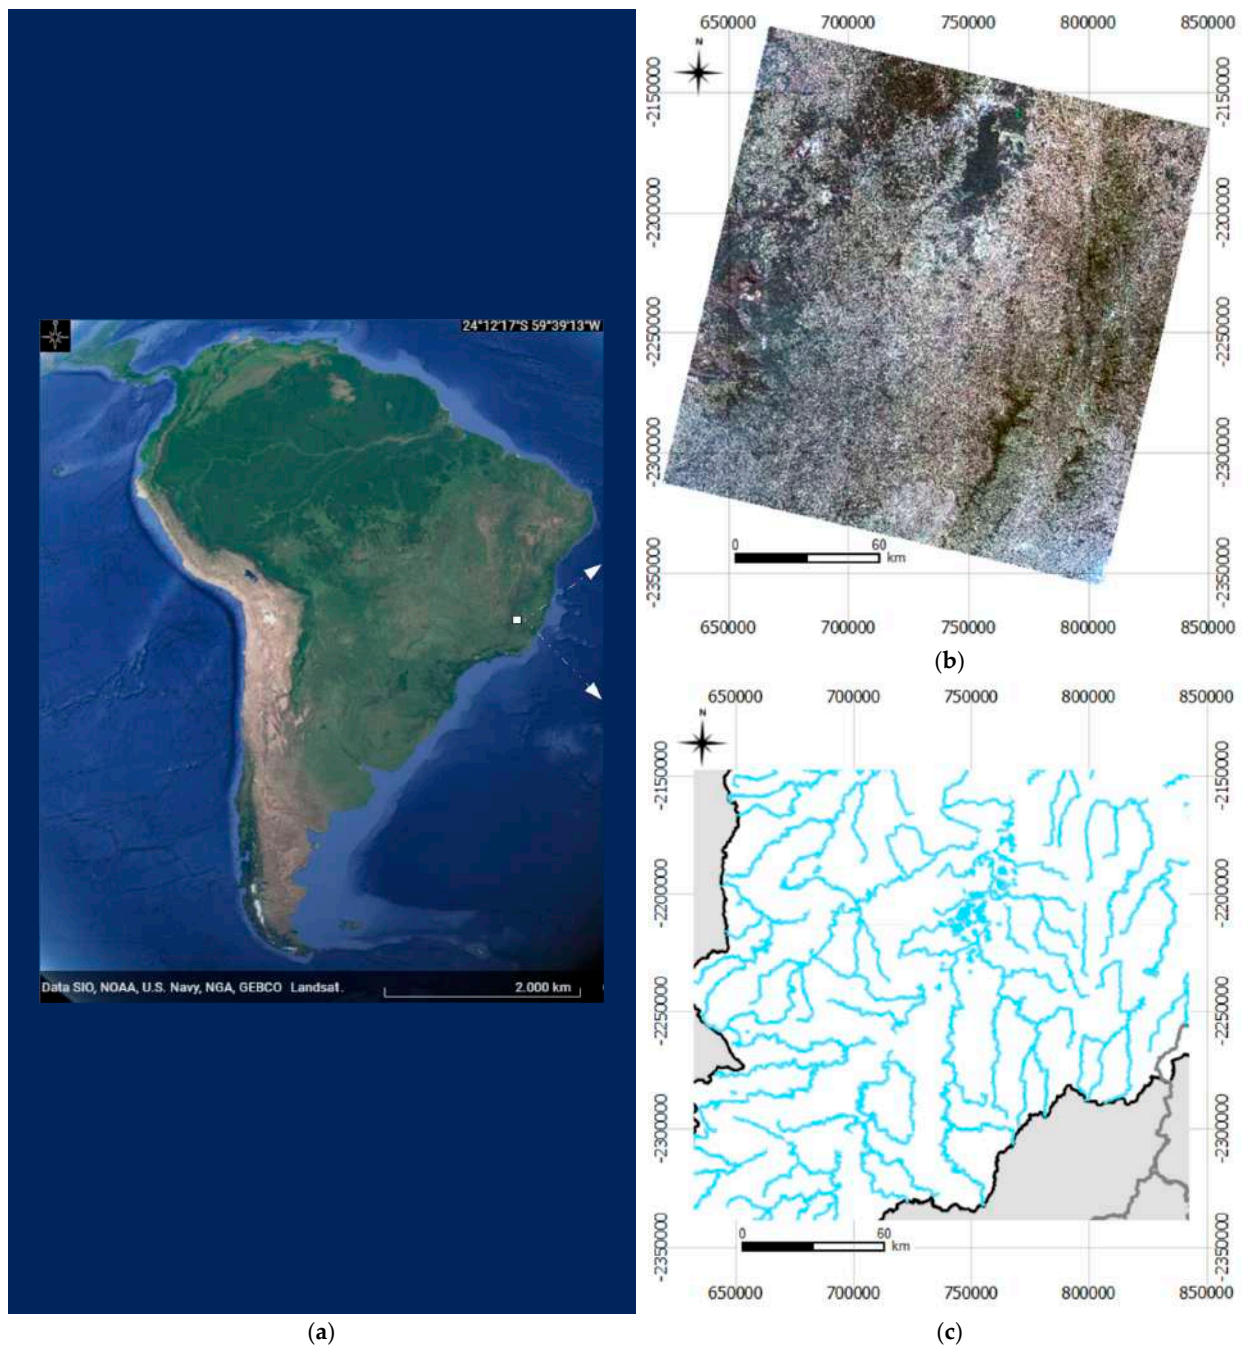 24°12'17"S 59°39'13"W
Data SIO, NOAA, U.S. Navy, NGA, GEBCO Landsat.
2.000 km
(a)
650000 700000 750000 800000 850000
N
-2150000 -2150000
-2200000 -2200000
-2250000 -2250000
-2300000 -2300000
-2350000 -2350000
0 60
km
650000 700000 750000 800000 850000
(b)
650000 700000 750000 800000 850000
N
-2150000 -2150000
-2200000 -2200000
-2250000 -2250000
-2300000 -2300000
-2350000 -2350000
0 60
km
650000 700000 750000 800000 850000
(c)